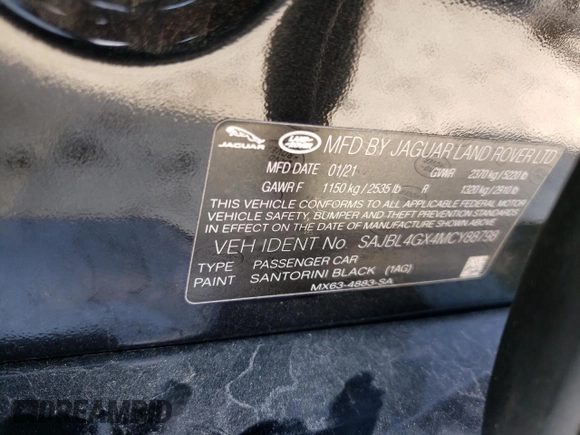 JAGUAR LAND ROVER MFD BY JAGUAR LAND ROVER LTD
MFD DATE 01/21 GVWR 2370 kg/5220 lb
GAWR F 1150 kg/2535 lb R 1320 kg/2910 lb
THIS VEHICLE CONFORMS TO ALL APPLICABLE FEDERAL MOTOR
VEHICLE SAFETY, BUMPER AND THEFT PREVENTION STANDARDS
IN EFFECT ON THE DATE OF MANUFACTURE SHOWN ABOVE.
VEH IDENT No. SAJBL4GX4MCY88798
TYPE PASSENGER CAR
PAINT SANTORINI BLACK (1AG)
MX63-4883-SA
DREAMBID